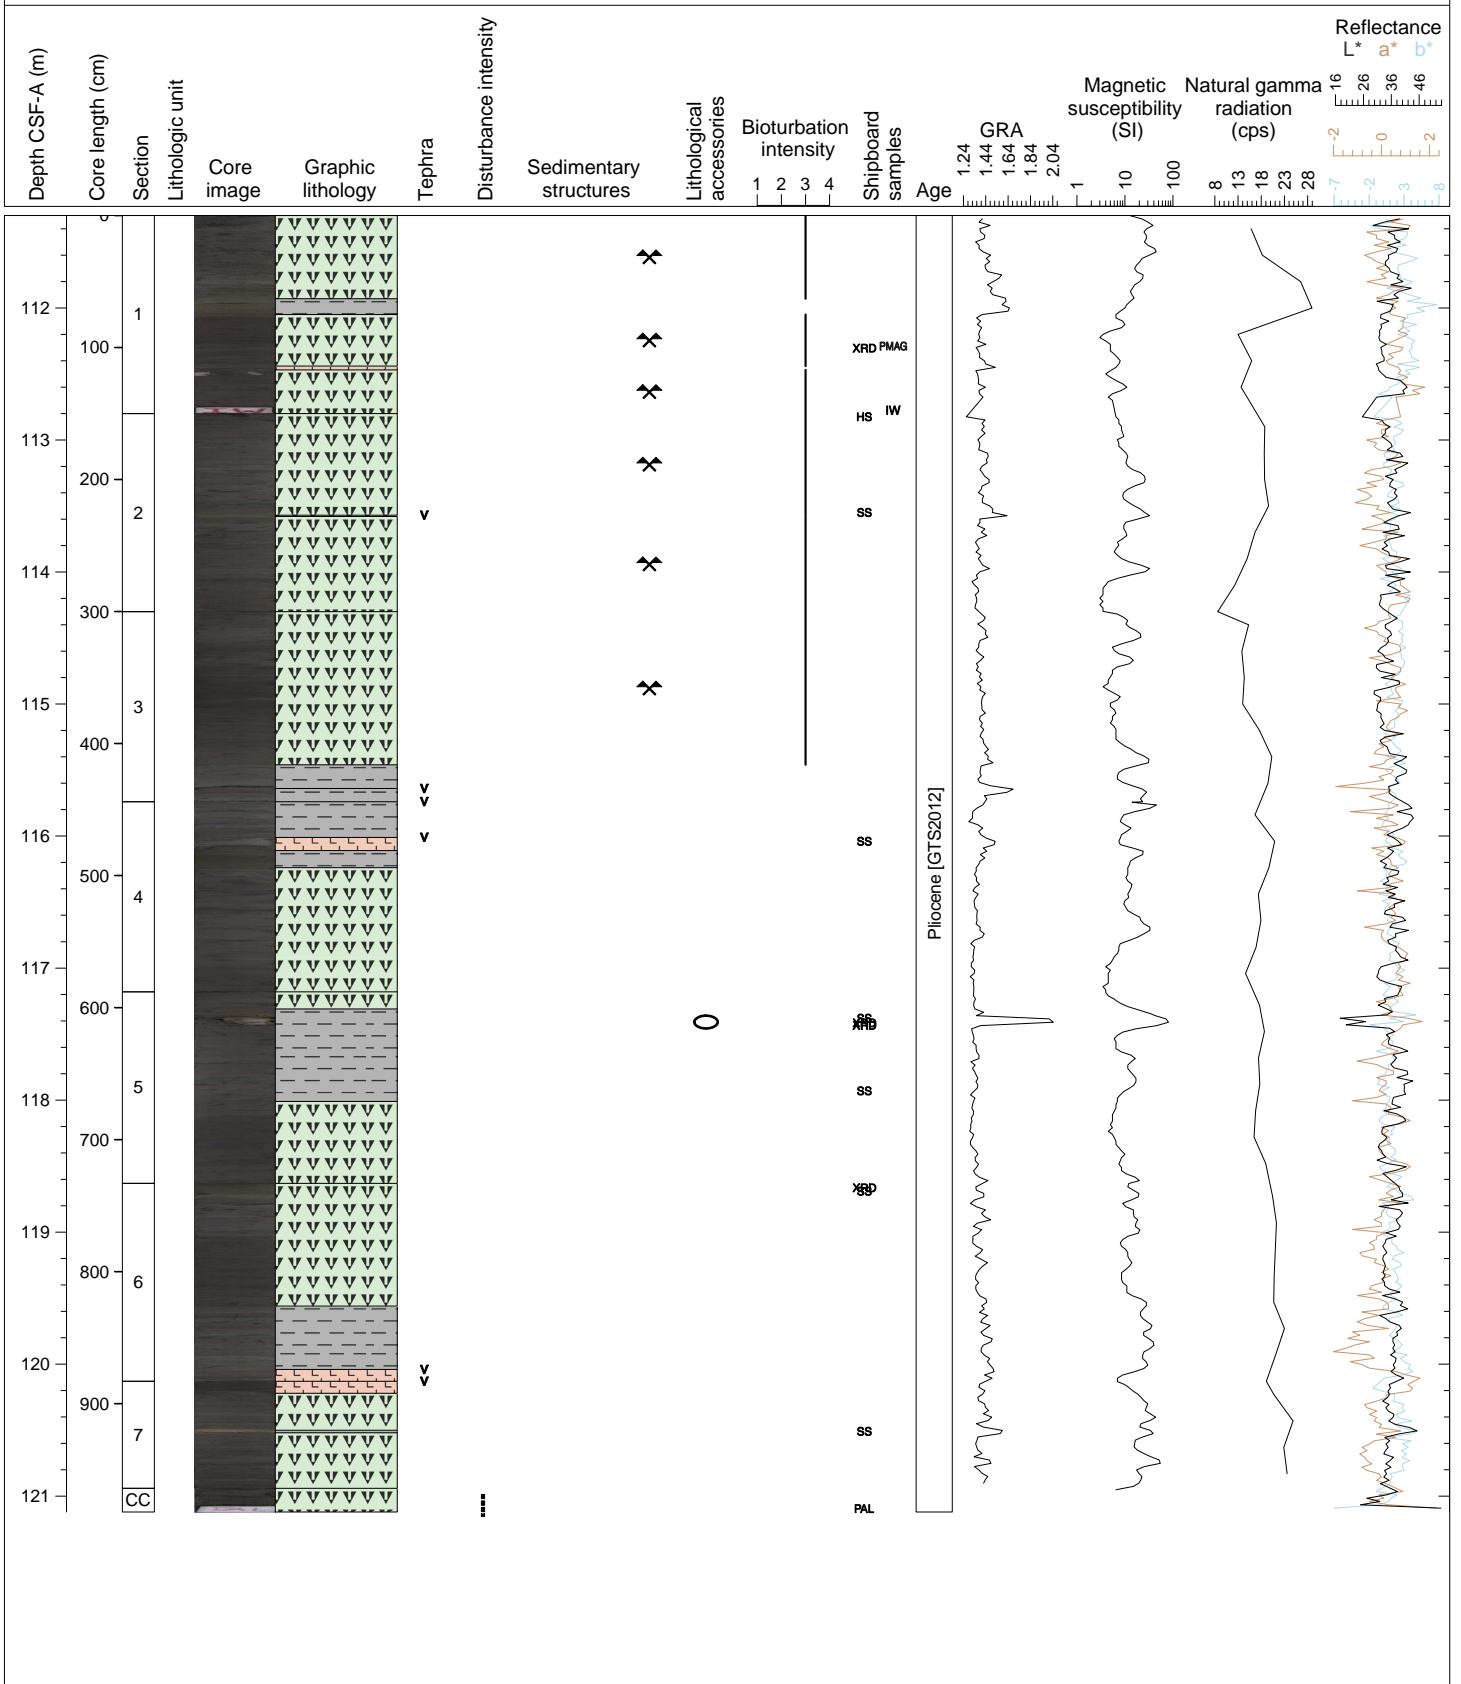 Depth CSF-A (m)
Core length (cm)
Section
Lithologic unit
Core image
Graphic lithology
Tephra
Disturbance intensity
Sedimentary structures
Lithological accessories
Bioturbation intensity
1 2 3 4
Shipboard samples
Age
GRA
1.24 1.44 1.64 1.84 2.04
Magnetic susceptibility (SI)
1 10 100
Natural gamma radiation (cps)
8 13 18 23 28
Reflectance
L* a* b*
16 26 36 46
-2 0 2
-7 -2 3 8
0
112
1
100
XRD PMAG
IW
HS
113
200
2
V
SS
114
300
115
3
400
V
V
116
V
SS
500
4
Pliocene [GTS2012]
117
600
SS
XRD
5
SS
118
700
XRD
SS
119
800
6
120
V
V
900
7
SS
121
CC
PAL